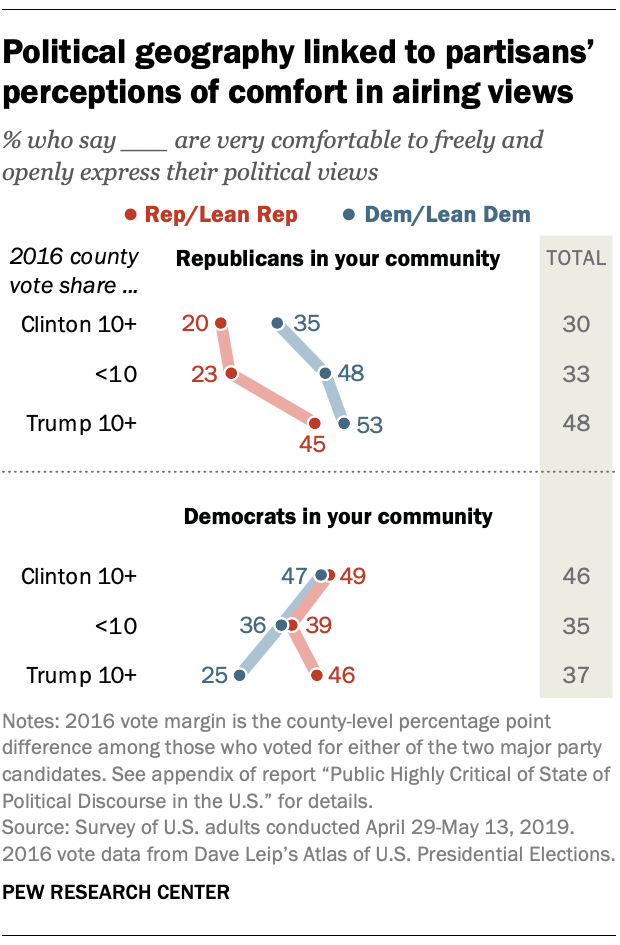 Political geography linked to partisans’
perceptions of comfort in airing views
% who say ___ are very comfortable to freely and
openly express their political views
Rep/Lean Rep Dem/Lean Dem
2016 county
vote share ...
Republicans in your community
TOTAL
Clinton 10+ 20 35 30
<10 23 48 33
Trump 10+ 45 53 48
Democrats in your community
Clinton 10+ 47 49 46
<10 36 39 35
Trump 10+ 25 46 37
Notes: 2016 vote margin is the county-level percentage point
difference among those who voted for either of the two major party
candidates. See appendix of report “Public Highly Critical of State of
Political Discourse in the U.S.” for details.
Source: Survey of U.S. adults conducted April 29-May 13, 2019.
2016 vote data from Dave Leip’s Atlas of U.S. Presidential Elections.
PEW RESEARCH CENTER